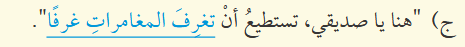 ج) "هنا يا صديقي، تستطيعُ أنْ تغرِفَ المغامراتِ غرفًا".